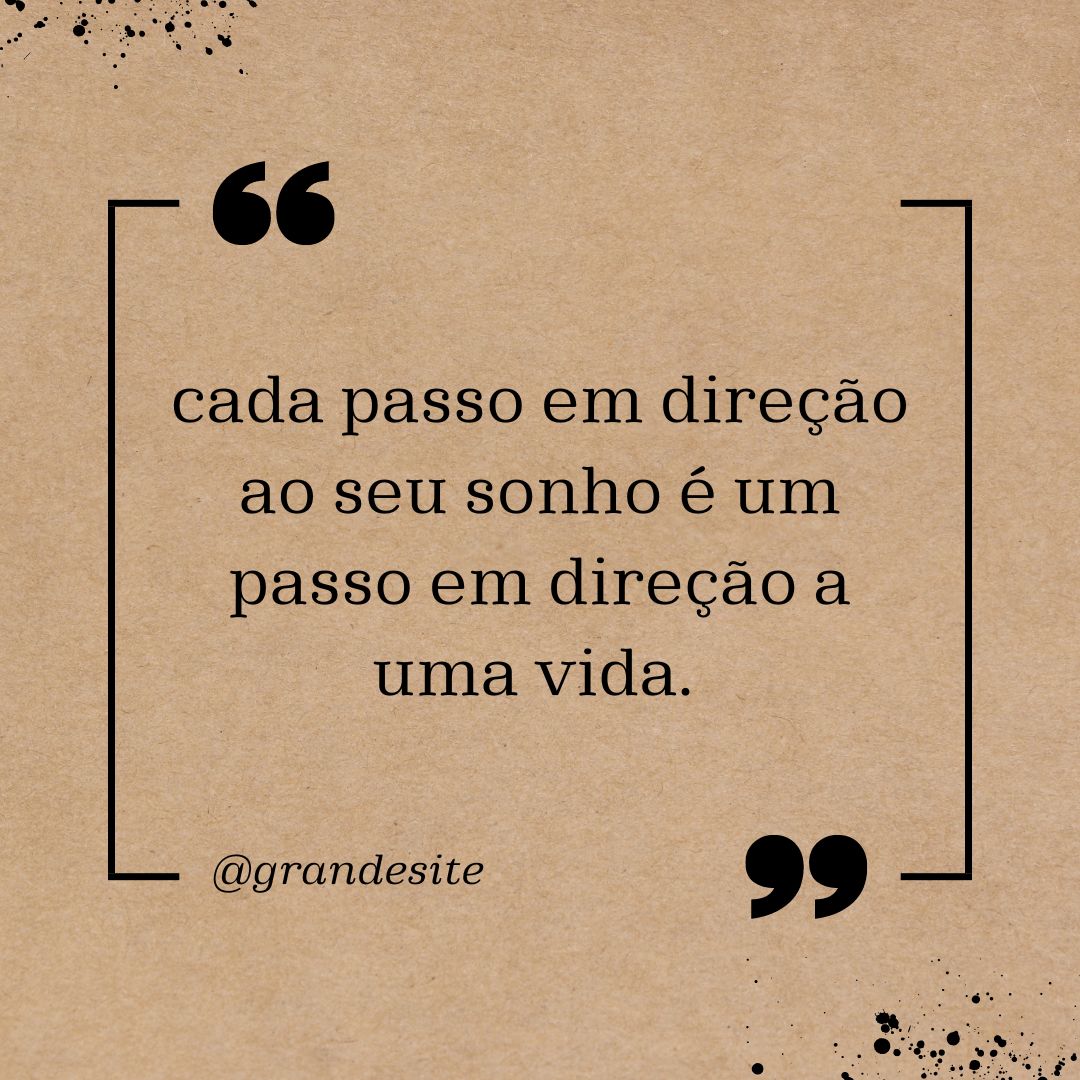 “
cada passo em direção
ao seu sonho é um
passo em direção a
uma vida.
@grandesite
”